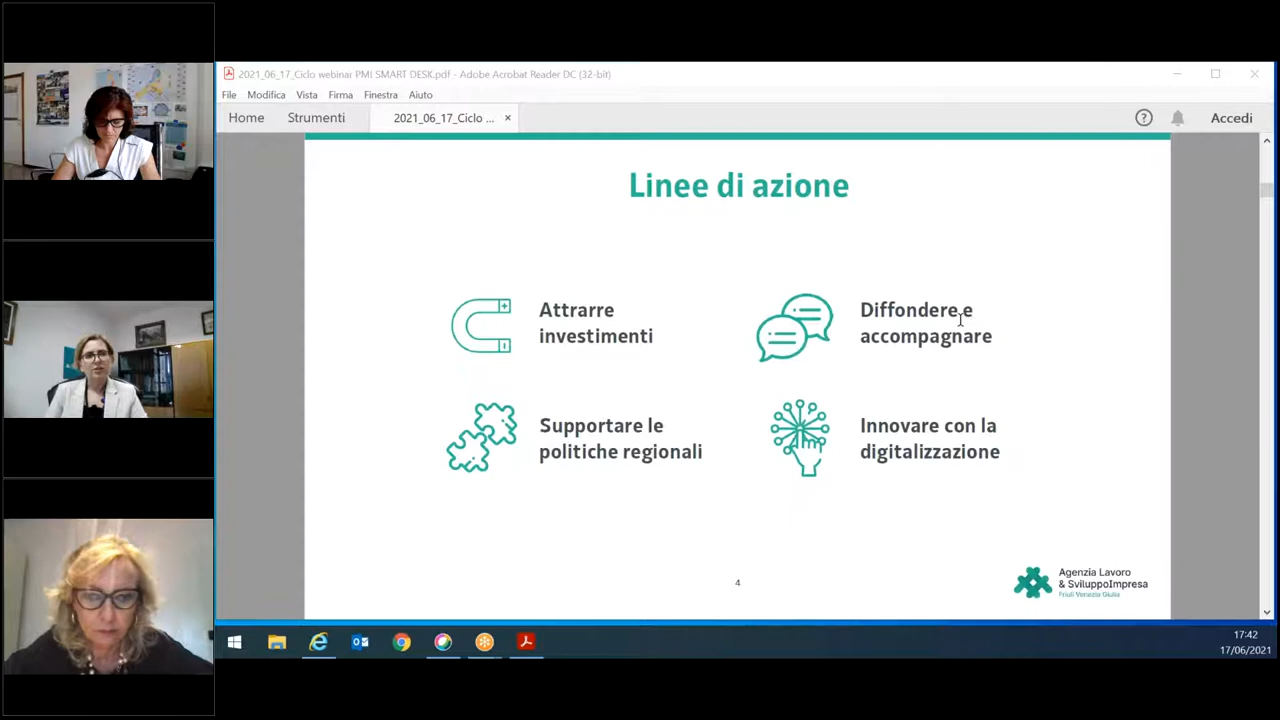 2021_06_17_Ciclo webinar PMI SMART DESK.pdf - Adobe Acrobat Reader DC (32-bit)
File Modifica Vista Firma Finestra Aiuto
Home Strumenti 2021_06_17_Ciclo ... × Accedi
Linee di azione
Attrarre
investimenti
Diffondere e
accompagnare
Supportare le
politiche regionali
Innovare con la
digitalizzazione
4
Agenzia Lavoro
& SviluppoImpresa
Friuli Venezia Giulia
17:42
17/06/2021